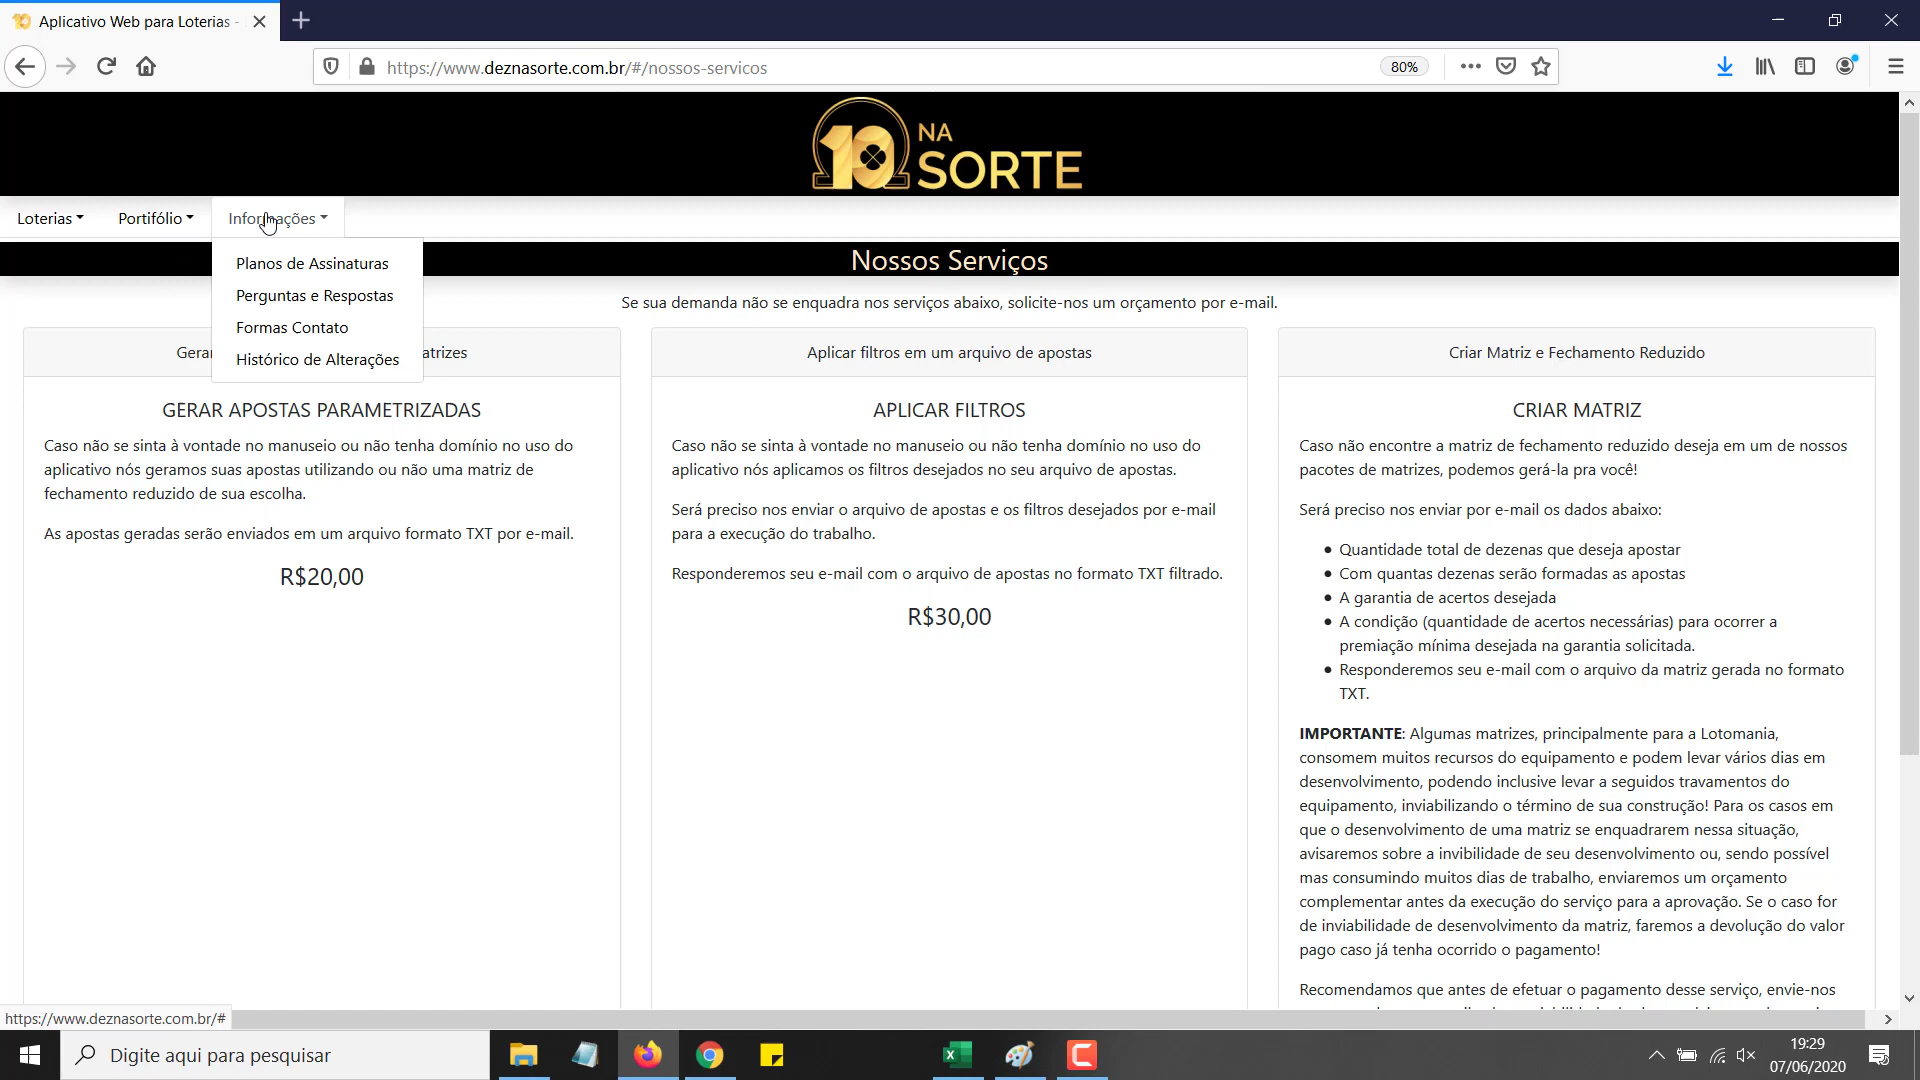 Aplicativo Web para Loterias -
https://www.deznasorte.com.br/#/nossos-servicos
80%
10 NA SORTE
Loterias
Portifólio
Informações
Planos de Assinaturas
Perguntas e Respostas
Formas Contato
Histórico de Alterações
Nossos Serviços
Se sua demanda não se enquadra nos serviços abaixo, solicite-nos um orçamento por e-mail.
Gerar
atrizes
GERAR APOSTAS PARAMETRIZADAS
Caso não se sinta à vontade no manuseio ou não tenha domínio no uso do
aplicativo nós geramos suas apostas utilizando ou não uma matriz de
fechamento reduzido de sua escolha.
As apostas geradas serão enviados em um arquivo formato TXT por e-mail.
R$20,00
Aplicar filtros em um arquivo de apostas
APLICAR FILTROS
Caso não se sinta à vontade no manuseio ou não tenha domínio no uso do
aplicativo nós aplicamos os filtros desejados no seu arquivo de apostas.
Será preciso nos enviar o arquivo de apostas e os filtros desejados por e-mail
para a execução do trabalho.
Responderemos seu e-mail com o arquivo de apostas no formato TXT filtrado.
R$30,00
Criar Matriz e Fechamento Reduzido
CRIAR MATRIZ
Caso não encontre a matriz de fechamento reduzido deseja em um de nossos
pacotes de matrizes, podemos gerá-la pra você!
Será preciso nos enviar por e-mail os dados abaixo:
• Quantidade total de dezenas que deseja apostar
• Com quantas dezenas serão formadas as apostas
• A garantia de acertos desejada
• A condição (quantidade de acertos necessárias) para ocorrer a
premiação mínima desejada na garantia solicitada.
• Responderemos seu e-mail com o arquivo da matriz gerada no formato
TXT.
IMPORTANTE: Algumas matrizes, principalmente para a Lotomania,
consomem muitos recursos do equipamento e podem levar vários dias em
desenvolvimento, podendo inclusive levar a seguidos travamentos do
equipamento, inviabilizando o término de sua construção! Para os casos em
que o desenvolvimento de uma matriz se enquadrarem nessa situação,
avisaremos sobre a invibilidade de seu desenvolvimento ou, sendo possível
mas consumindo muitos dias de trabalho, enviaremos um orçamento
complementar antes da execução do serviço para a aprovação. Se o caso for
de inviabilidade de desenvolvimento da matriz, faremos a devolução do valor
pago caso já tenha ocorrido o pagamento!
Recomendamos que antes de efetuar o pagamento desse serviço, envie-nos
https://www.deznasorte.com.br/#
Digite aqui para pesquisar
19:29
07/06/2020